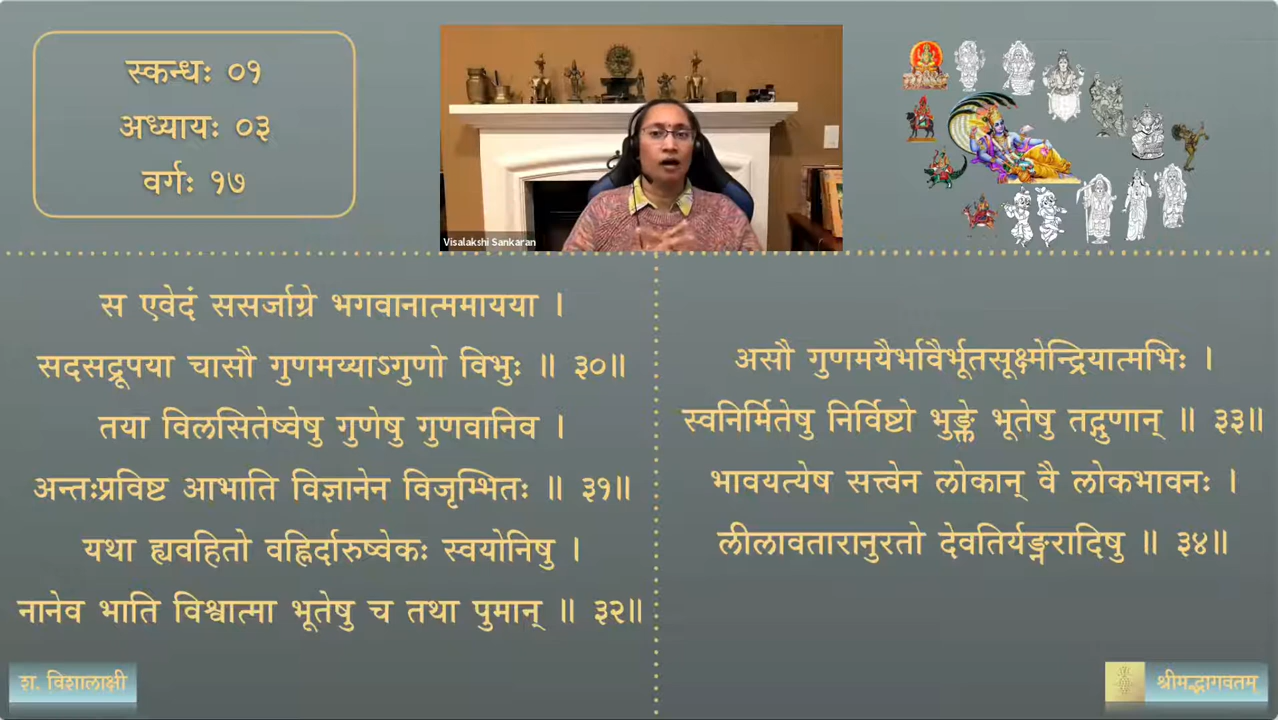 स्कन्धः ०१
अध्यायः ०३
वर्गः १७
Visalakshi Sankaran
स एवेदं ससर्जाग्रे भगवानात्ममायया ।
सदसद्रूपया चासौ गुणमय्याऽगुणो विभुः ॥ ३०॥
तया विलसितेष्वेषु गुणेषु गुणवानिव ।
अन्तःप्रविष्ट आभाति विज्ञानेन विजृम्भितः ॥ ३१॥
यथा ह्यवहितो वह्निर्दारुष्वेकः स्वयोनिषु ।
नानेव भाति विश्वात्मा भूतेषु च तथा पुमान् ॥ ३२॥
असौ गुणमयैर्भावैर्भूतसूक्ष्मेन्द्रियात्मभिः ।
स्वनिर्मितेषु निर्विष्टो भुङ्क्ते भूतेषु तद्गुणान् ॥ ३३॥
भावयत्येष सत्त्वेन लोकान् वै लोकभावनः ।
लीलावतारानुरतो देवतिर्यङ्नरादिषु ॥ ३४॥
श. विशालाक्षी
श्रीमद्भागवतम्